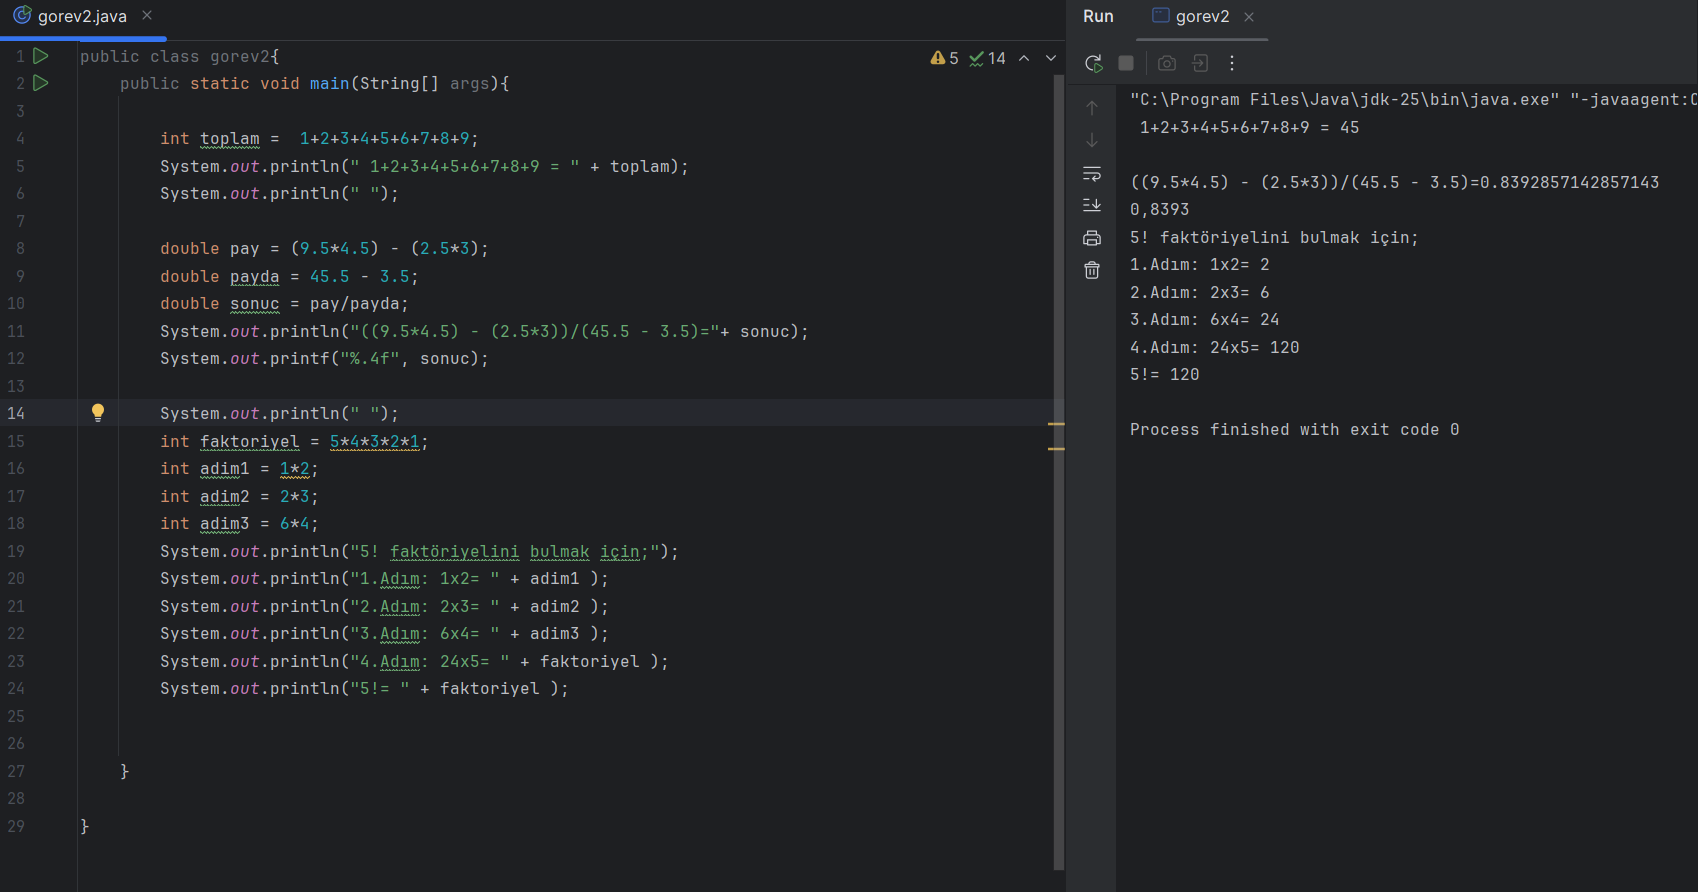 gorev2.java
1 public class gorev2{
2 public static void main(String[] args){
3
4 int toplam =  1+2+3+4+5+6+7+8+9;
5 System.out.println(" 1+2+3+4+5+6+7+8+9 = " + toplam);
6 System.out.println(" ");
7
8 double pay = (9.5*4.5) - (2.5*3);
9 double payda = 45.5 - 3.5;
10 double sonuc = pay/payda;
11 System.out.println("((9.5*4.5) - (2.5*3))/(45.5 - 3.5)="+ sonuc);
12 System.out.printf("%.4f", sonuc);
13
14 System.out.println(" ");
15 int faktoriyel = 5*4*3*2*1;
16 int adim1 = 1*2;
17 int adim2 = 2*3;
18 int adim3 = 6*4;
19 System.out.println("5! faktöriyelini bulmak için;");
20 System.out.println("1.Adım: 1x2= " + adim1 );
21 System.out.println("2.Adım: 2x3= " + adim2 );
22 System.out.println("3.Adım: 6x4= " + adim3 );
23 System.out.println("4.Adım: 24x5= " + faktoriyel );
24 System.out.println("5!= " + faktoriyel );
25
26
27 }
28
29 }
5 14
Run gorev2
"C:\Program Files\Java\jdk-25\bin\java.exe" "-javaagent:C
1+2+3+4+5+6+7+8+9 = 45
((9.5*4.5) - (2.5*3))/(45.5 - 3.5)=0.8392857142857143
0,8393
5! faktöriyelini bulmak için;
1.Adım: 1x2= 2
2.Adım: 2x3= 6
3.Adım: 6x4= 24
4.Adım: 24x5= 120
5!= 120
Process finished with exit code 0